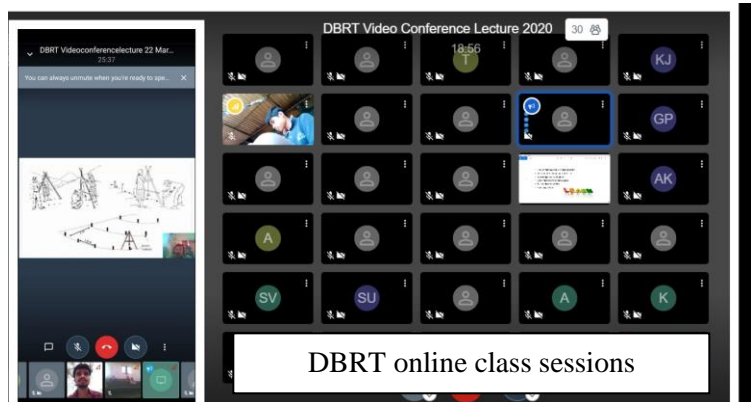 DBRT Videoconferencelecture 22 Mar...
25:37
You can always unmute when you're ready to spe...
DBRT Video Conference Lecture 2020
30
18:56
T
KJ
GP
AK
A
SV
SU
A
K
DBRT online class sessions